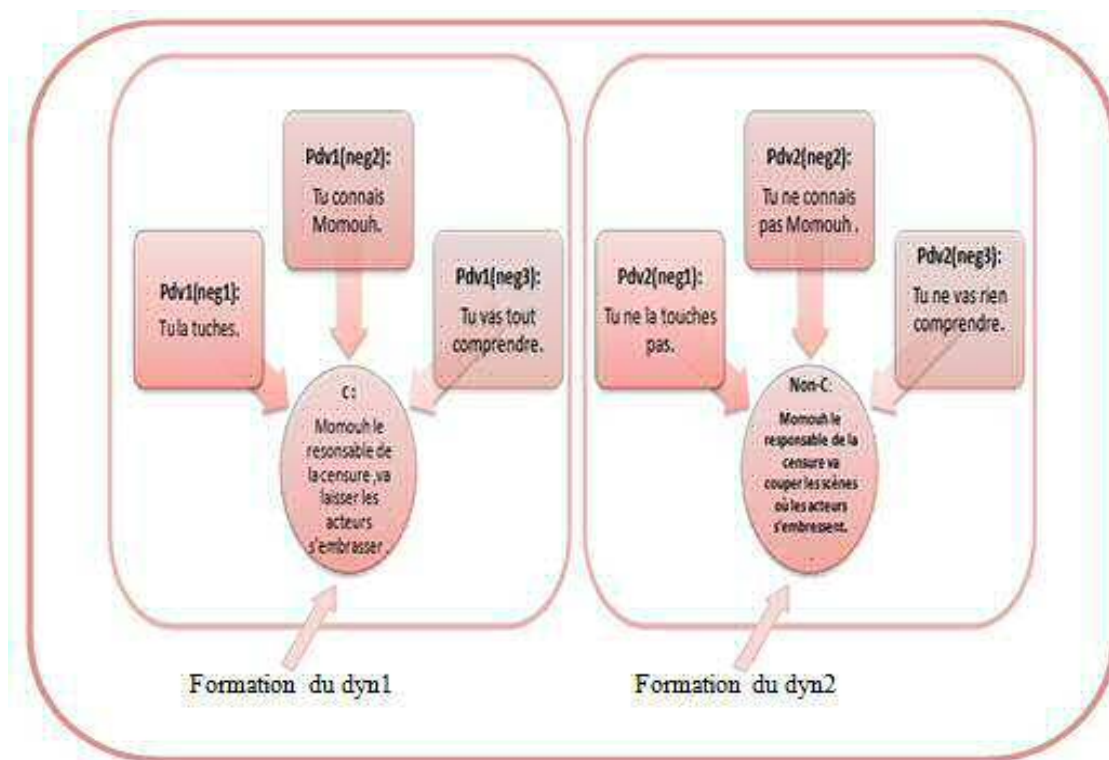 Pdv1(neg2):
Tu connais
Momouh.
Pdv1(neg1):
Tu la tuches.
Pdv1(neg3):
Tu vas tout
comprendre.
C :
Momouh le
resonsable de
la censure ,va
laisser les
acteurs
s'embrasser .
Formation du dyn1
Pdv2(neg2):
Tu ne connais
pas Momouh .
Pdv2(neg1):
Tu ne la touches
pas.
Pdv2(neg3):
Tu ne vas rien
comprendre.
Non-C:
Momouh le
responsable de la
censure va
couper les scènes
où les acteurs
s'embressent.
Formation du dyn2